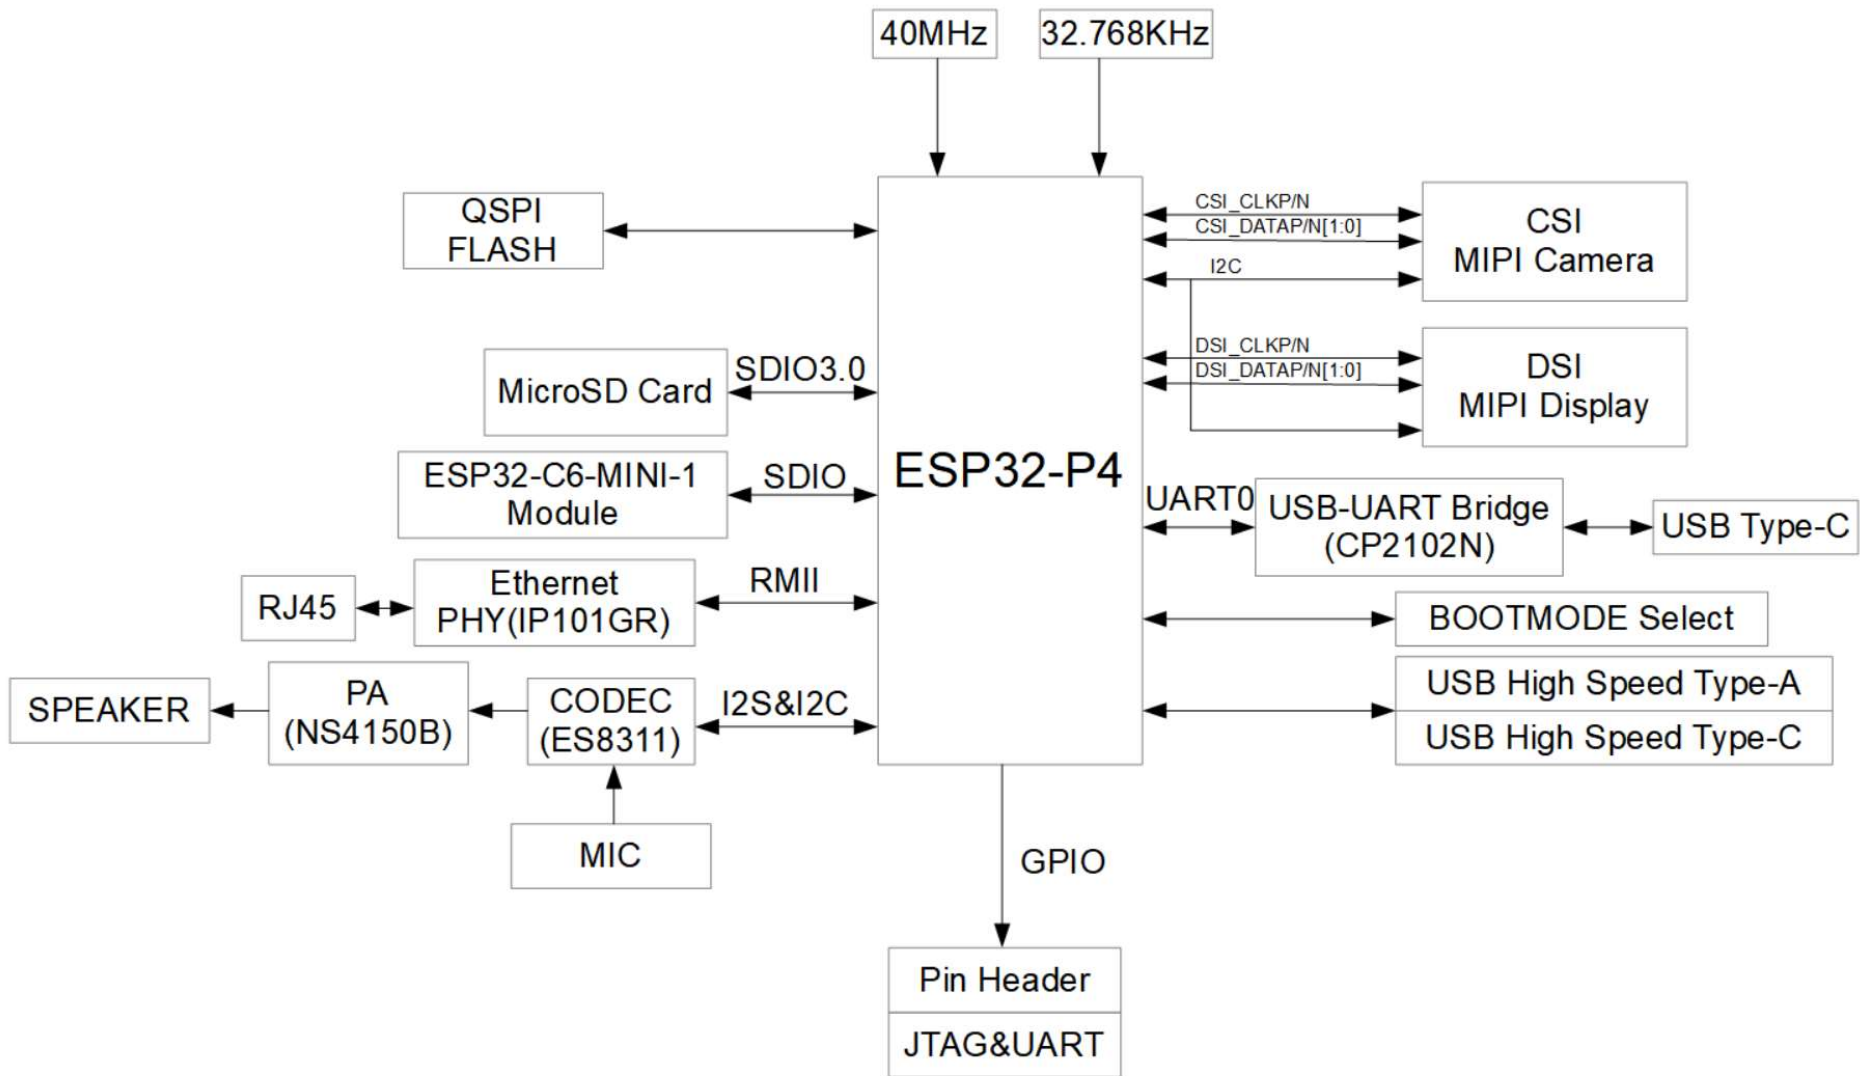 40MHz
32.768KHz
QSPI
FLASH
CSI_CLKP/N
CSI_DATAP/N[1:0]
I2C
CSI
MIPI Camera
MicroSD Card
SDIO3.0
DSI_CLKP/N
DSI_DATAP/N[1:0]
DSI
MIPI Display
ESP32-C6-MINI-1
Module
SDIO
ESP32-P4
UART0
USB-UART Bridge
(CP2102N)
USB Type-C
RJ45
Ethernet
PHY(IP101GR)
RMII
BOOTMODE Select
SPEAKER
PA
(NS4150B)
CODEC
(ES8311)
I2S&I2C
USB High Speed Type-A
USB High Speed Type-C
MIC
GPIO
Pin Header
JTAG&UART